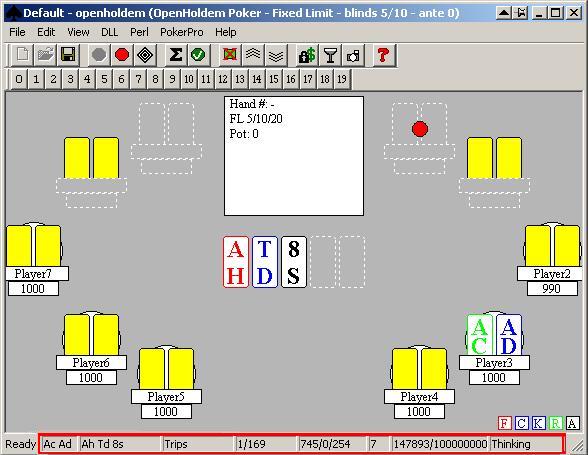 Default - openholdem (OpenHoldem Poker - Fixed Limit - blinds 5/10 - ante 0)
File Edit View DLL Perl PokerPro Help
0 1 2 3 4 5 6 7 8 9 10 11 12 13 14 15 16 17 18 19
Hand #: -
FL 5/10/20
Pot: 0
A H T D 8 S
Player7
1000
Player2
990
A C A D
Player6
1000
Player3
1000
Player5
1000
Player4
1000
F C K R A
Ready Ac Ad Ah Td 8s Trips 1/169 745/0/254 7 147893/100000000 Thinking